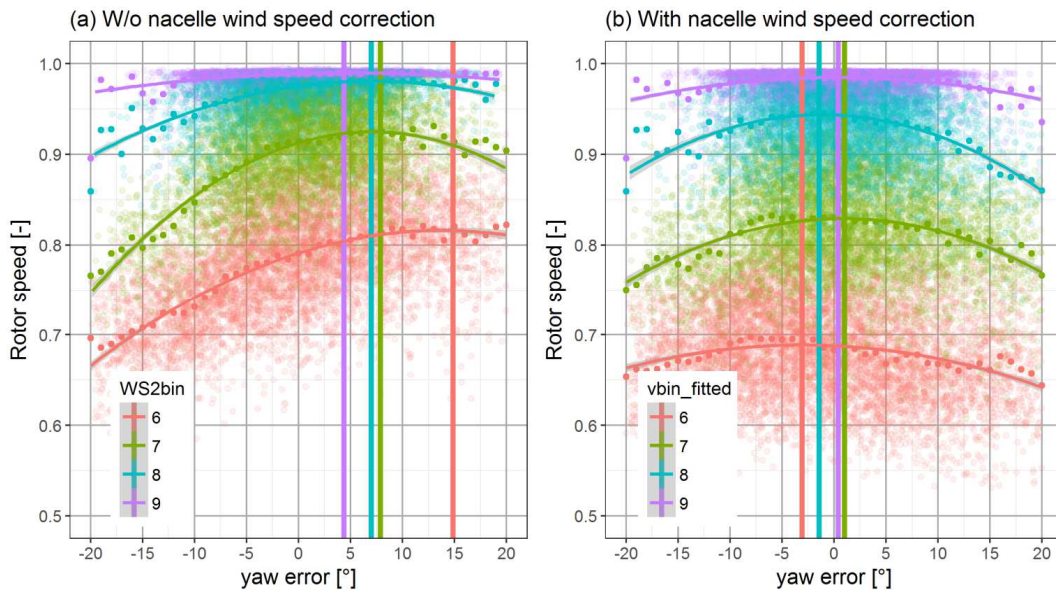 (a) W/o nacelle wind speed correction
Rotor speed [-]
1.0
0.9
0.8
0.7
0.6
0.5
WS2bin
6
7
8
9
-20 -15 -10 -5 0 5 10 15 20
yaw error [°]
(b) With nacelle wind speed correction
Rotor speed [-]
1.0
0.9
0.8
0.7
0.6
0.5
vbin_fitted
6
7
8
9
-20 -15 -10 -5 0 5 10 15 20
yaw error [°]